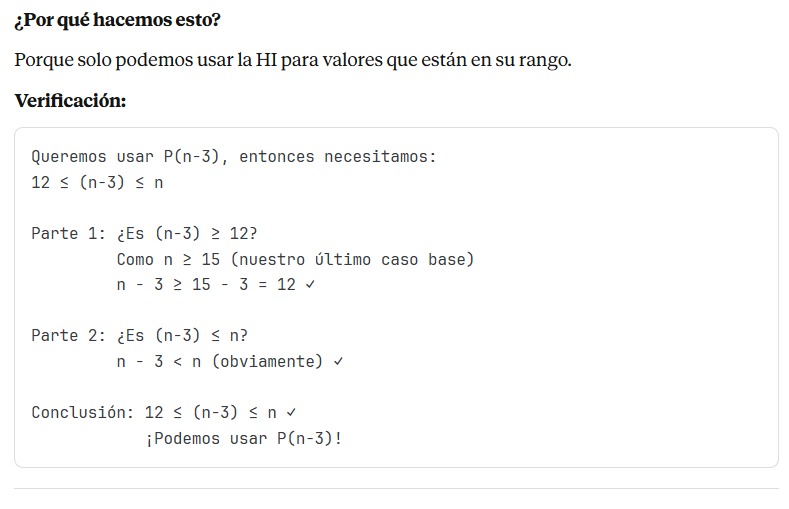 ¿Por qué hacemos esto?
Porque solo podemos usar la HI para valores que están en su rango.
Verificación:
Queremos usar P(n-3), entonces necesitamos:
12 ≤ (n-3) ≤ n
Parte 1: ¿Es (n-3) ≥ 12?
Como n ≥ 15 (nuestro último caso base)
n - 3 ≥ 15 - 3 = 12 ✓
Parte 2: ¿Es (n-3) ≤ n?
n - 3 < n (obviamente) ✓
Conclusión: 12 ≤ (n-3) ≤ n ✓
¡Podemos usar P(n-3)!